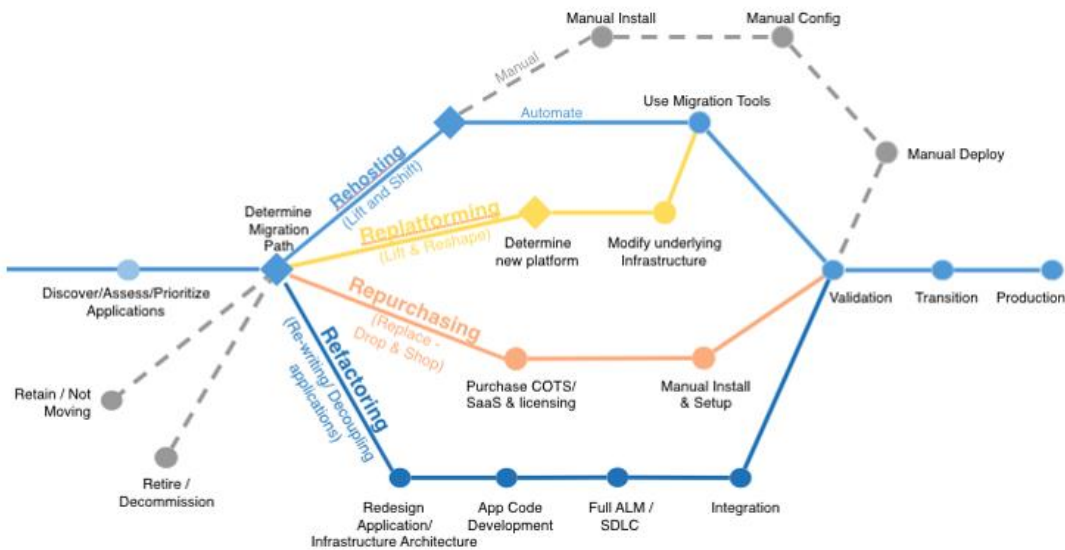 Manual Install
Manual Config
Manual
Automate
Use Migration Tools
Manual Deploy
Rehosting
(Lift and Shift)
Determine
Migration
Path
Replatforming
(Lift & Reshape)
Determine
new platform
Modify underlying
Infrastructure
Discover/Assess/Prioritize
Applications
Validation
Transition
Production
Repurchasing
(Replace -
Drop & Shop)
Purchase COTS/
SaaS & licensing
Manual Install
& Setup
Refactoring
(Re-writing/ Decoupling
applications)
Retain / Not
Moving
Retire /
Decommission
Redesign
Application/
Infrastructure Architecture
App Code
Development
Full ALM /
SDLC
Integration